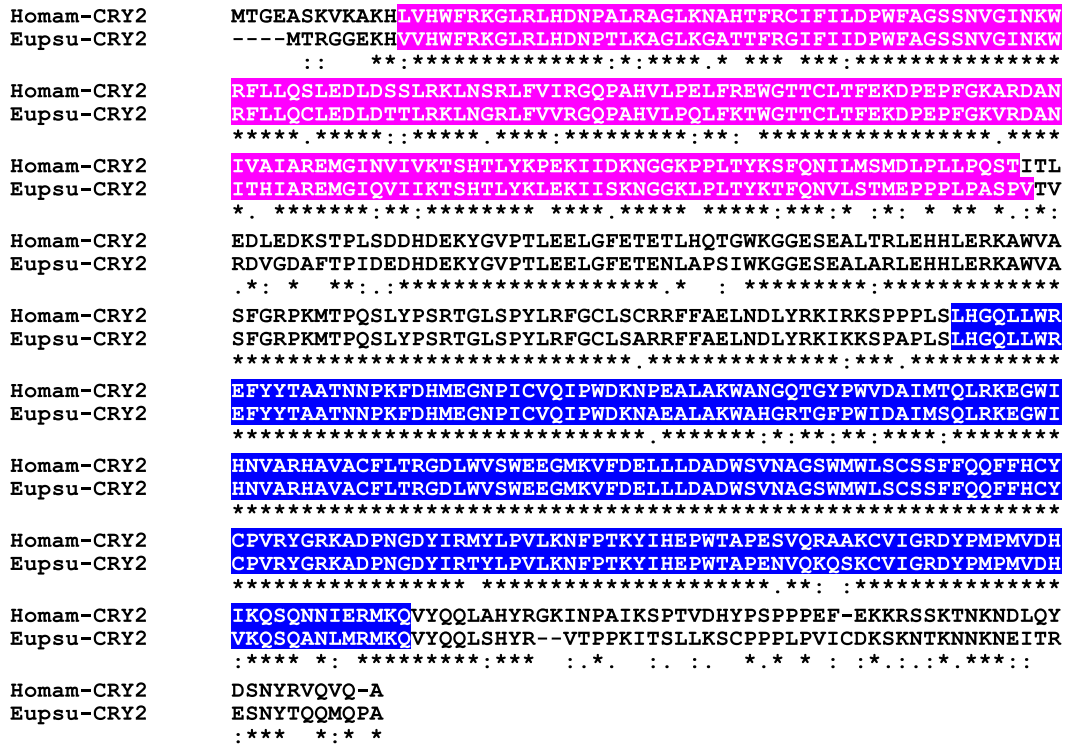 Homam-CRY2 MTGEASKVKAKHLVHWFRKGLRLHDNPALRAGLKNAHTFRCIFILDPWFAGSSNVGINKW
Eupsu-CRY2 ----MTRGGEKHVVHWFRKGLRLHDNPTLKAGLKGATTFRGIFIIDPWFAGSSNVGINKW
:: **:**************:*:****.* *** ***:****************
Homam-CRY2 RFLLQSLEDLDSSLRKLNSRLFVIRGQPAHVLPELFREWGTTCLTFEKDPEPFGKARDAN
Eupsu-CRY2 RFLLQCLEDLDTTLRKLNGRLFVVRGQPAHVLPQLFKTWGTTCLTFEKDPEPFGKVRDAN
*****.*****::*****.****:*********:**: *****************.****
Homam-CRY2 IVAIAREMGINVIVKTSHTLYKPEKIIDKNGGKPPLTYKSFQNILMSMDLPLLPQSTITL
Eupsu-CRY2 ITHIAREMGIQVIIKTSHTLYKLEKIISKNGGKLPLTYKTFQNVLSTMEPPPLPASPVTV
*. *******:**:******** ****.***** *****:***:* :*: * ** *.:*:
Homam-CRY2 EDLEDKSTPLSDDHDEKYGVPTLEELGFETETLHQTGWKGGESEALTRLEHHLERKAWVA
Eupsu-CRY2 RDVGDAFTPIDEDHDEKYGVPTLEELGFETENLAPSIWKGGESEALARLEHHLERKAWVA
.*: * **:.:*******************.* : *********:*************
Homam-CRY2 SFGRPKMTPQSLYPSRTGLSPYLRFGCLSCRRFFAELNDLYRKIRKSPPPLSLHGQLLWR
Eupsu-CRY2 SFGRPKMTPQSLYPSRTGLSPYLRFGCLSARRFFAELNDLYRKIKKSPAPLSLHGQLLWR
*****************************.**************:***.***********
Homam-CRY2 EFYYTAATNNPKFDHMEGNPICVQIPWDKNPEALAKWANGQTGYPWVDAIMTQLRKEGWI
Eupsu-CRY2 EFYYTAATNNPKFDHMEGNPICVQIPWDKNAEALAKWAHGRTGFPWIDAIMSQLRKEGWI
******************************.*******:*:**:**:****:********
Homam-CRY2 HNVARHAVACFLTRGDLWVSWEEGMKVFDELLLDADWSVNAGSWMWLSCSSFFQQFFHCY
Eupsu-CRY2 HNVARHAVACFLTRGDLWVSWEEGMKVFDELLLDADWSVNAGSWMWLSCSSFFQQFFHCY
************************************************************
Homam-CRY2 CPVRYGRKADPNGDYIRMYLPVLKNFPTKYIHEPWTAPESVQRAAKCVIGRDYPMPMVDH
Eupsu-CRY2 CPVRYGRKADPNGDYIRTYLPVLKNFPTKYIHEPWTAPENVQKQSKCVIGRDYPMPMVDH
***************** *********************.**: :***************
Homam-CRY2 IKQSQNNIERMKQVYQQLAHYRGKINPAIKSPTVDHYPSPPPEF-EKKRSSKTNKNDLQY
Eupsu-CRY2 VKQSQANLMRMKQVYQQLSHYR--VTPPKITSLLKSCPPPLPVICDKSKNTKNNKNEITR
:**** *: *********:*** :.*. :. :. *.* * : :*.:.:*.***::
Homam-CRY2 DSNYRVQVQ-A
Eupsu-CRY2 ESNYTQQMQPA
:*** *:* *